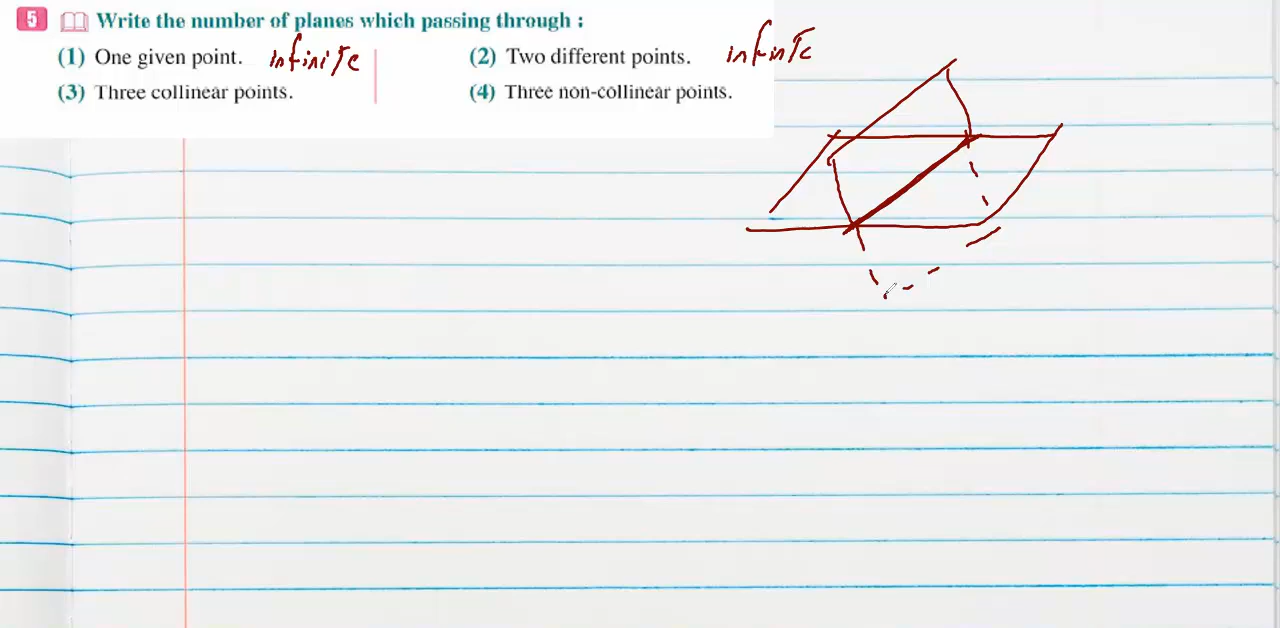 5 Write the number of planes which passing through :
(1) One given point. infinite (2) Two different points. infinite
(3) Three collinear points. (4) Three non-collinear points.